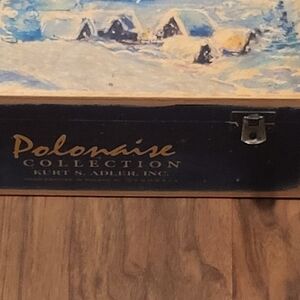 Polonaise
COLLECTION
KURT S. ADLER, INC.